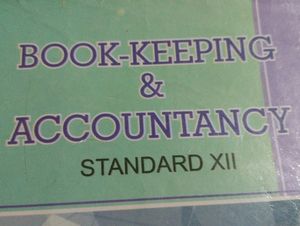 BOOK-KEEPING
&
ACCOUNTANCY
STANDARD XII